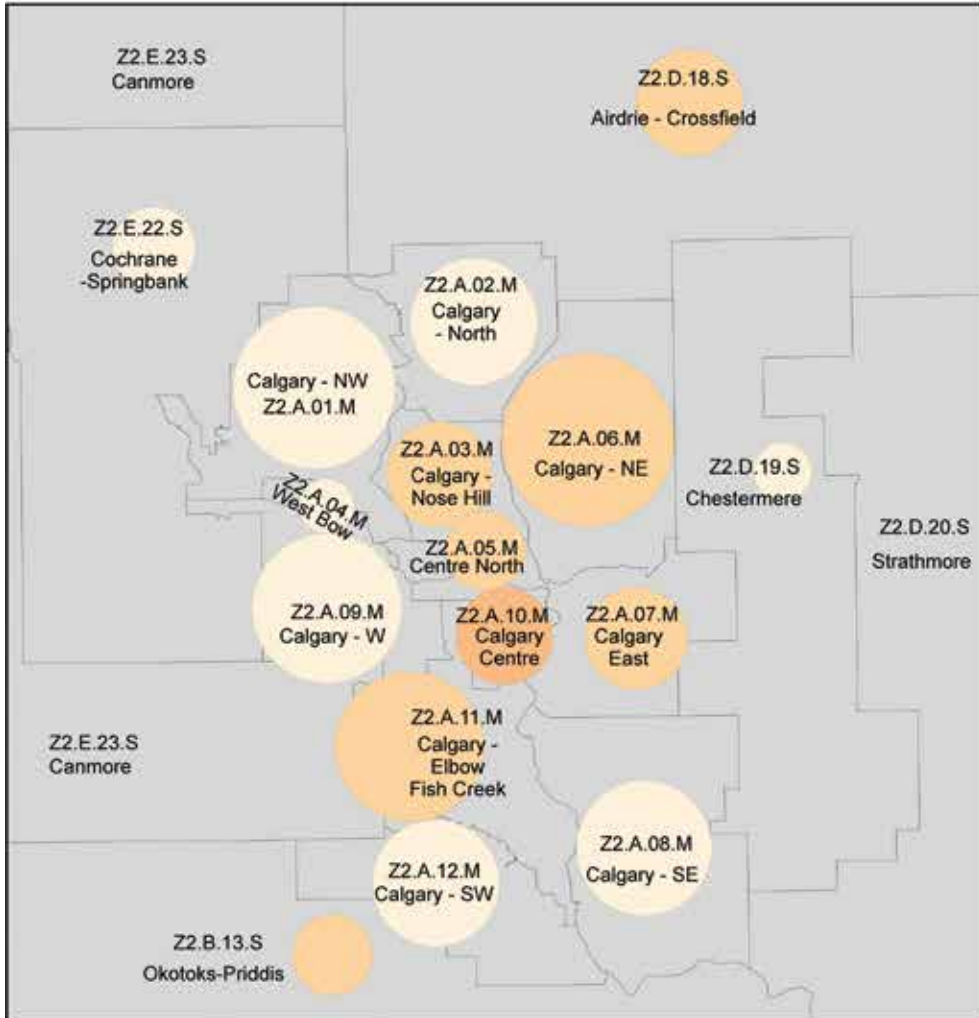 Z2.E.23.S
Canmore
Z2.D.18.S
Airdrie - Crossfield
Z2.E.22.S
Cochrane
-Springbank
Z2.A.02.M
Calgary
- North
Calgary - NW
Z2.A.01.M
Z2.A.03.M
Calgary -
Nose Hill
Z2.A.06.M
Calgary - NE
Z2.D.19.S
Chestermere
Z2.A.04.M
West Bow
Z2.D.20.S
Strathmore
Z2.A.05.M
Centre North
Z2.A.09.M
Calgary - W
Z2.A.10.M
Calgary
Centre
Z2.A.07.M
Calgary
East
Z2.A.11.M
Calgary -
Elbow
Fish Creek
Z2.E.23.S
Canmore
Z2.A.08.M
Calgary - SE
Z2.A.12.M
Calgary - SW
Z2.B.13.S
Okotoks-Priddis